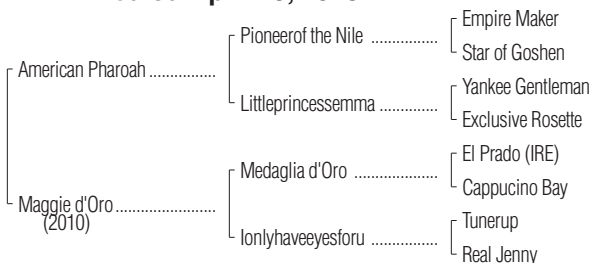 Empire Maker
Pioneerof the Nile ................
Star of Goshen
American Pharoah ................
Yankee Gentleman
Littleprincessemma ..............
Exclusive Rosette
El Prado (IRE)
Medaglia d'Oro ....................
Cappucino Bay
Maggie d'Oro ........................
(2010)
Tunerup
Ionlyhaveeyesforu ................
Real Jenny